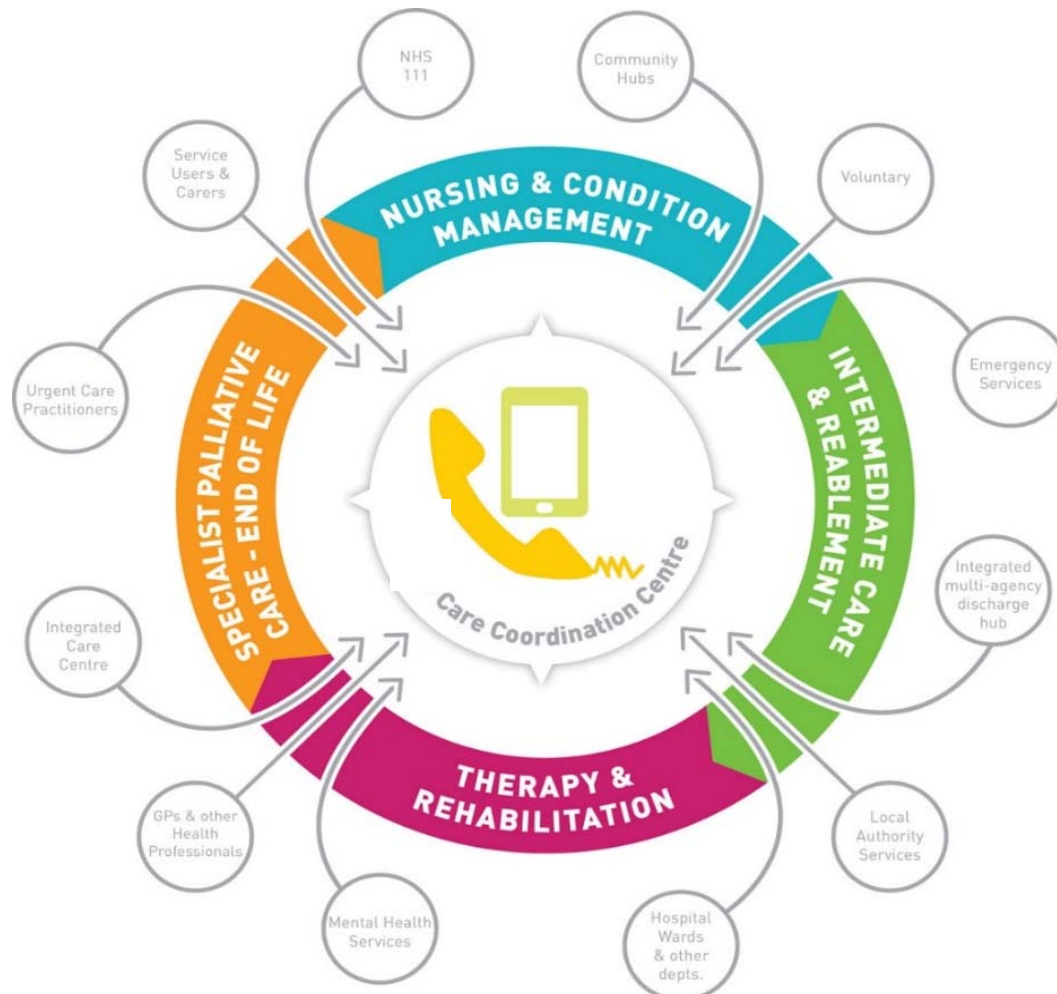 NHS
111
Community
Hubs
Service
Users &
Carers
Voluntary
NURSING & CONDITION
MANAGEMENT
Urgent Care
Practitioners
Emergency
Services
SPECIALIST PALLIATIVE
CARE - END OF LIFE
INTERMEDIATE CARE
& REABLEMENT
Care Coordination Centre
Integrated
Care
Centre
Integrated
multi-agency
discharge
hub
THERAPY &
REHABILITATION
GPs & other
Health
Professionals
Local
Authority
Services
Mental Health
Services
Hospital
Wards
& other
depts.